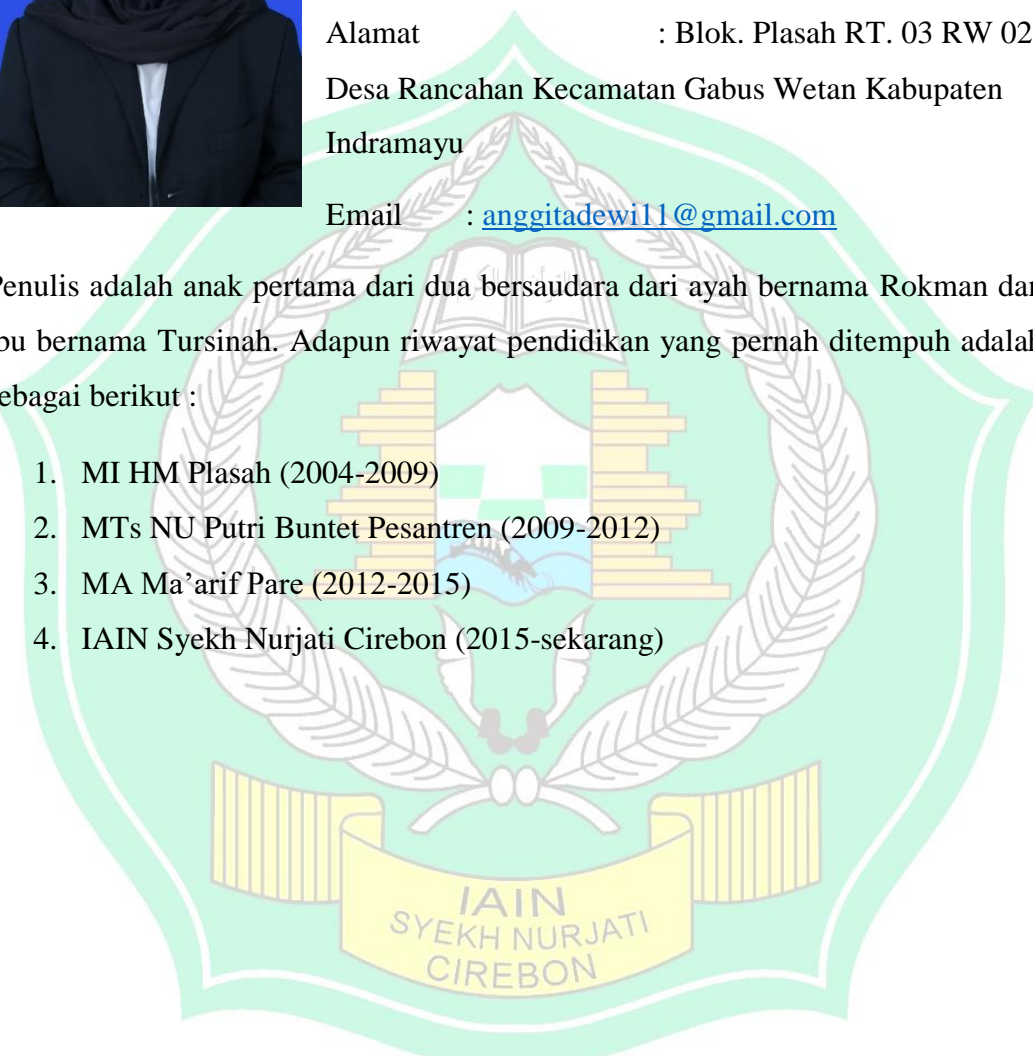 Alamat : Blok. Plasah RT. 03 RW 02
Desa Rancahan Kecamatan Gabus Wetan Kabupaten
Indramayu
Email : anggitadewi11@gmail.com
Penulis adalah anak pertama dari dua bersaudara dari ayah bernama Rokman dan
ibu bernama Tursinah. Adapun riwayat pendidikan yang pernah ditempuh adalah
sebagai berikut :
1. MI HM Plasah (2004-2009)
2. MTs NU Putri Buntet Pesantren (2009-2012)
3. MA Ma’arif Pare (2012-2015)
4. IAIN Syekh Nurjati Cirebon (2015-sekarang)
IAIN
SYEKH NURJATI
CIREBON